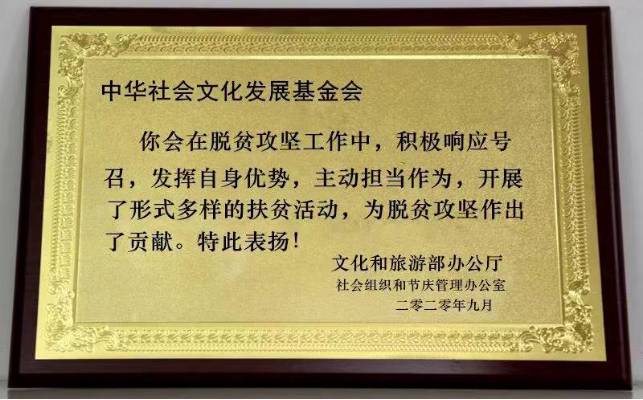 中华社会文化发展基金会
你会在脱贫攻坚工作中，积极响应号
召，发挥自身优势，主动担当作为，开展
了形式多样的扶贫活动，为脱贫攻坚作出
了贡献。特此表扬！
文化和旅游部办公厅
社会组织和节庆管理办公室
二零二零年九月